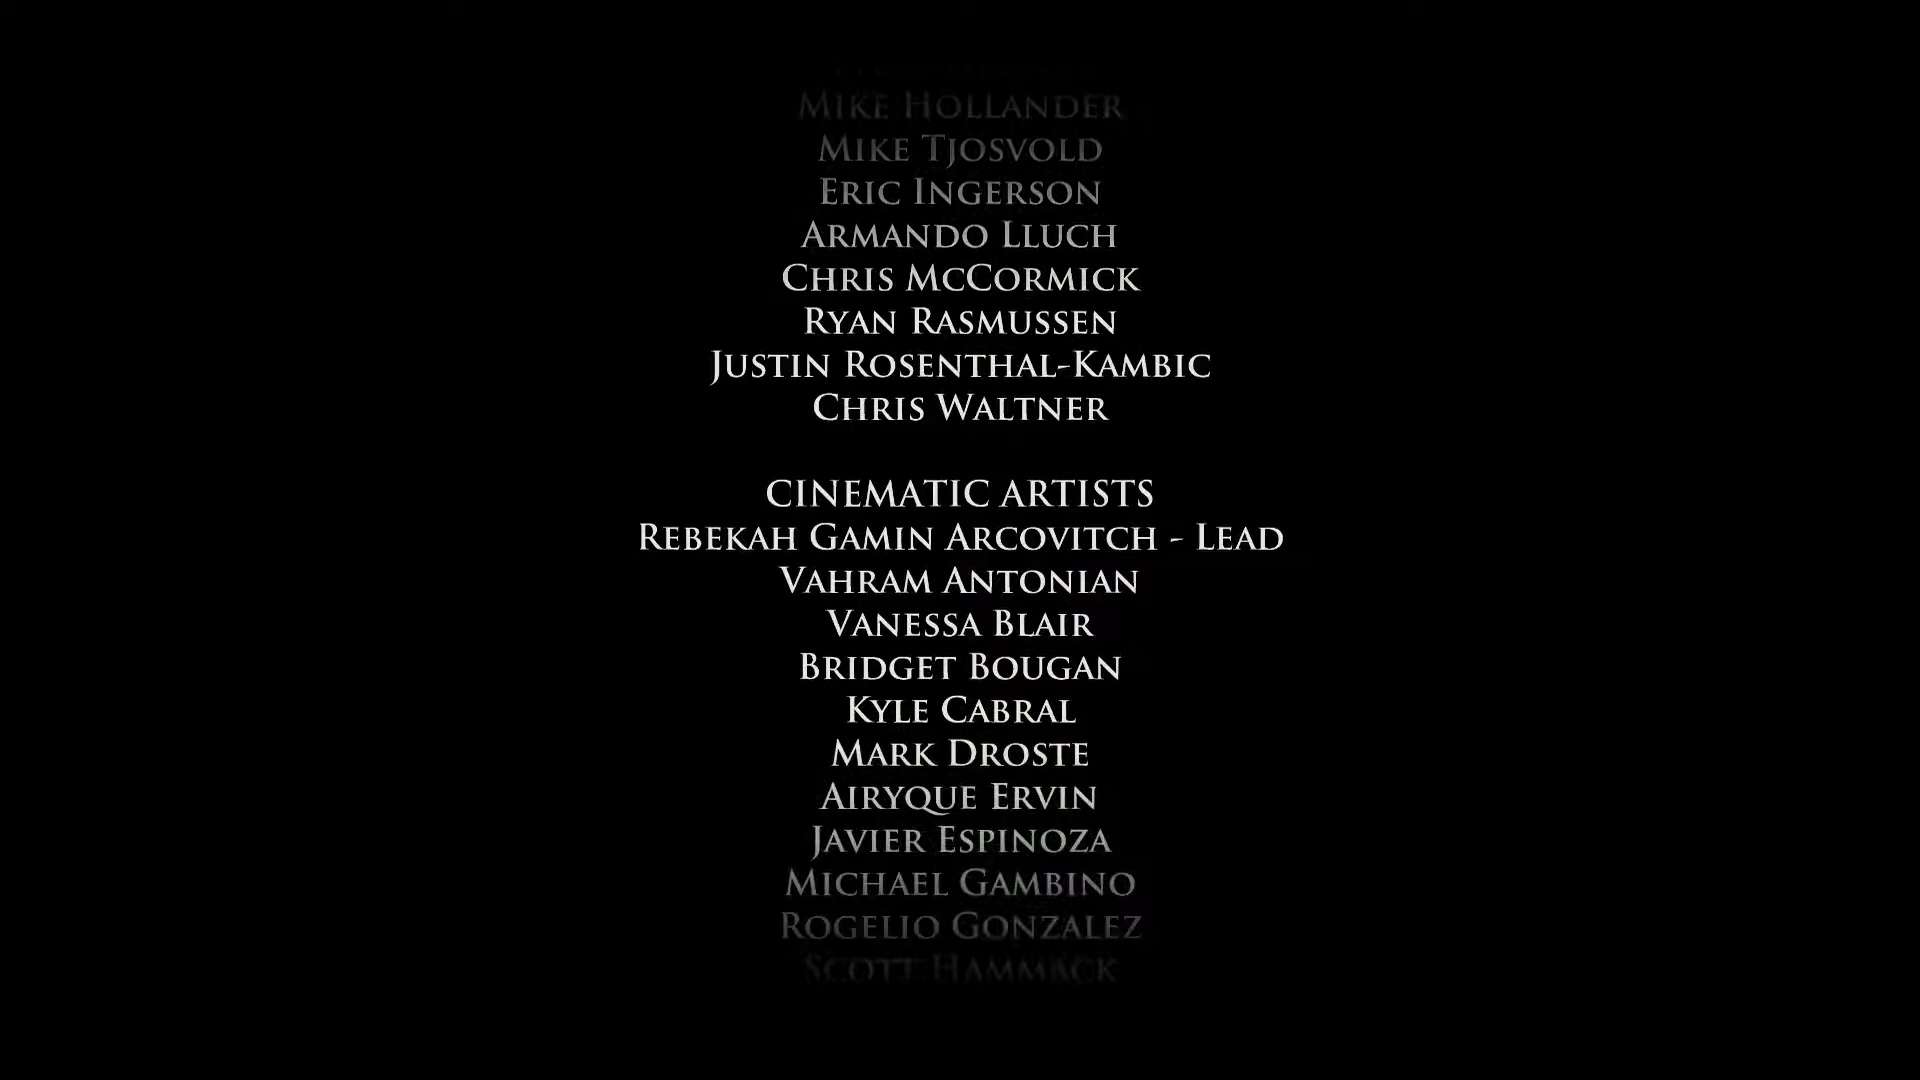 Mike Hollander
Mike Tjosvold
Eric Ingerson
Armando Lluch
Chris McCormick
Ryan Rasmussen
Justin Rosenthal-Kambic
Chris Waltner
CINEMATIC ARTISTS
Rebekah Gamin Arcovitch - Lead
Vahram Antonian
Vanessa Blair
Bridget Bougan
Kyle Cabral
Mark Droste
Airyque Ervin
Javier Espinoza
Michael Gambino
Rogelio Gonzalez
Scott Hammack